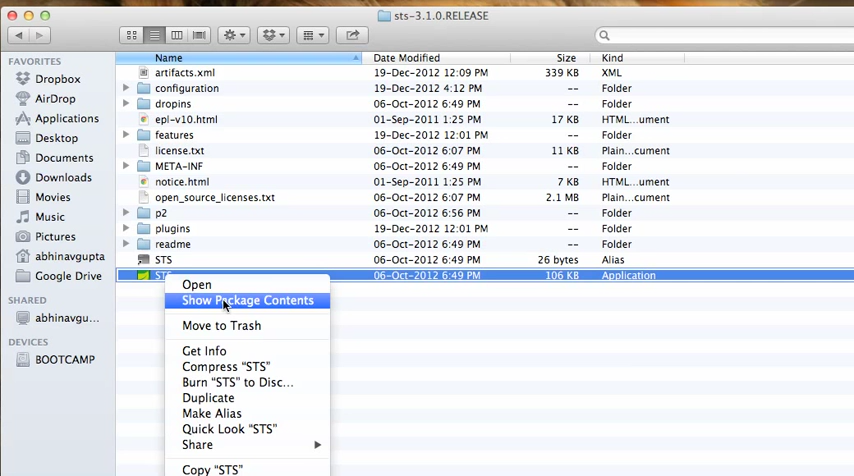 sts-3.1.0.RELEASE
Name Date Modified Size Kind
FAVORITES
Dropbox
AirDrop
Applications
Desktop
Documents
Downloads
Movies
Music
Pictures
abhinavgupta
Google Drive
SHARED
abhinavgu...
DEVICES
BOOTCAMP
artifacts.xml 19-Dec-2012 12:09 PM 339 KB XML
configuration 19-Dec-2012 4:12 PM -- Folder
dropins 06-Oct-2012 6:49 PM -- Folder
epl-v10.html 01-Sep-2011 1:25 PM 17 KB HTML...ument
features 19-Dec-2012 12:01 PM -- Folder
license.txt 06-Oct-2012 6:07 PM 11 KB Plain...cument
META-INF 06-Oct-2012 6:49 PM -- Folder
notice.html 01-Sep-2011 1:25 PM 7 KB HTML...ument
open_source_licenses.txt 06-Oct-2012 6:07 PM 2.1 MB Plain...cument
p2 06-Oct-2012 6:56 PM -- Folder
plugins 19-Dec-2012 12:01 PM -- Folder
readme 06-Oct-2012 6:49 PM -- Folder
STS 06-Oct-2012 6:49 PM 26 bytes Alias
STS 06-Oct-2012 6:49 PM 106 KB Application
Open
Show Package Contents
Move to Trash
Get Info
Compress “STS”
Burn “STS” to Disc...
Duplicate
Make Alias
Quick Look “STS”
Share
Copy “STS”